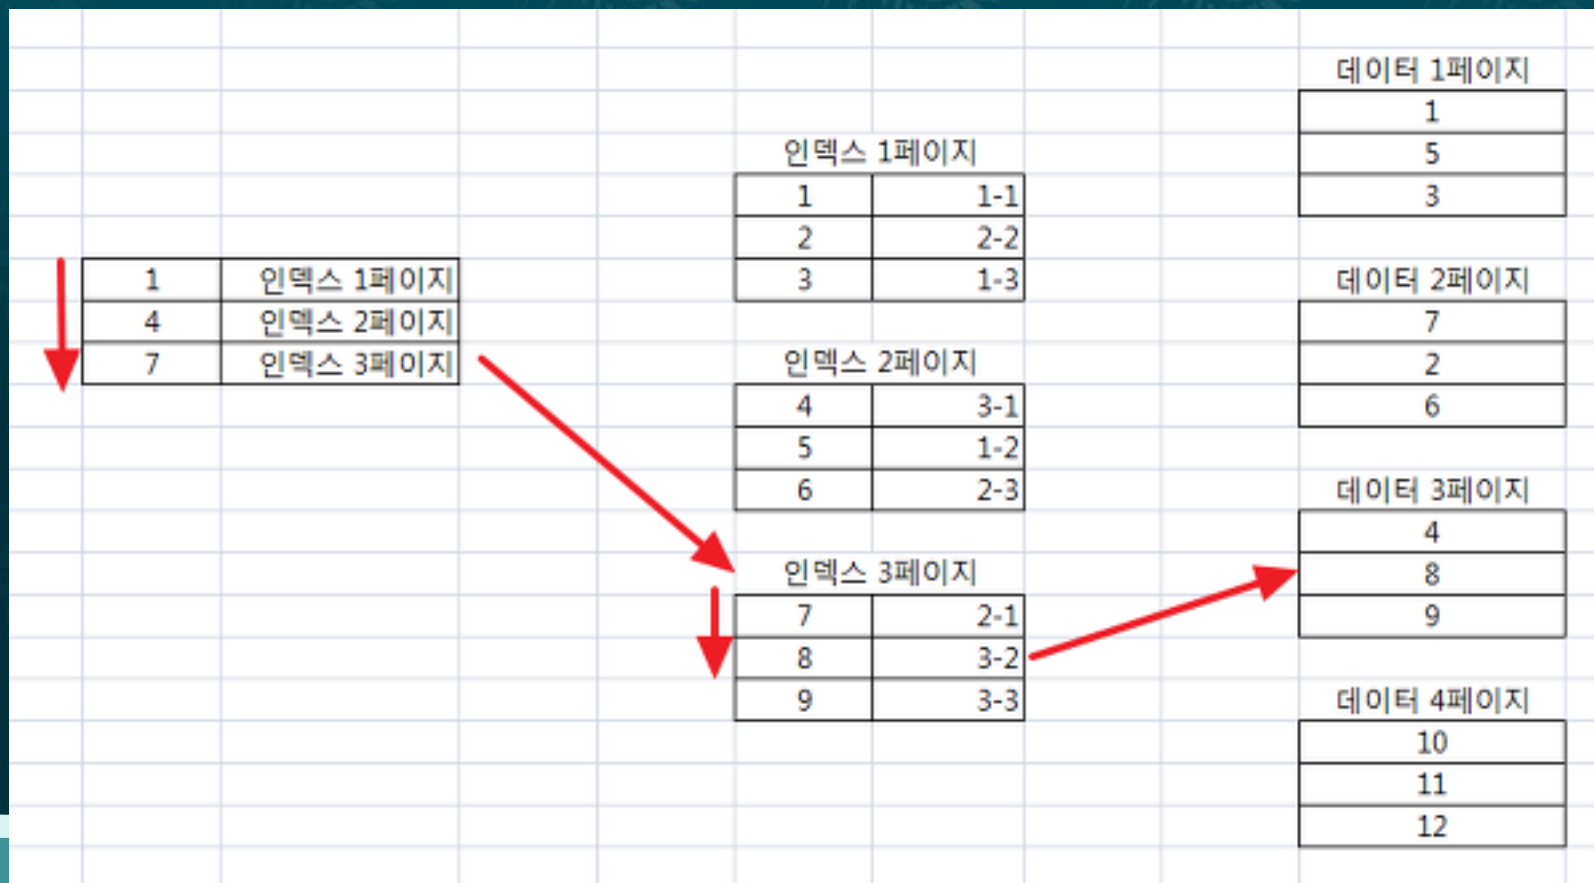 1 인덱스 1페이지
4 인덱스 2페이지
7 인덱스 3페이지
인덱스 1페이지
1 1-1
2 2-2
3 1-3
인덱스 2페이지
4 3-1
5 1-2
6 2-3
인덱스 3페이지
7 2-1
8 3-2
9 3-3
데이터 1페이지
1
5
3
데이터 2페이지
7
2
6
데이터 3페이지
4
8
9
데이터 4페이지
10
11
12